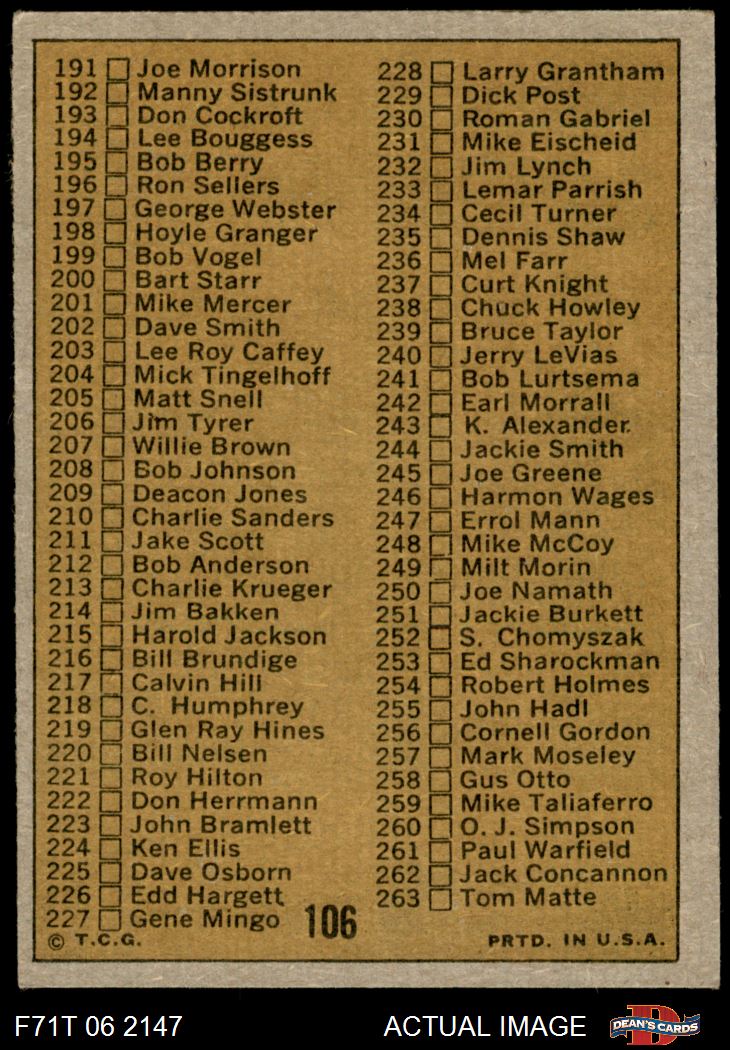 191 Joe Morrison
192 Manny Sistrunk
193 Don Cockroft
194 Lee Bouggess
195 Bob Berry
196 Ron Sellers
197 George Webster
198 Hoyle Granger
199 Bob Vogel
200 Bart Starr
201 Mike Mercer
202 Dave Smith
203 Lee Roy Caffey
204 Mick Tingelhoff
205 Matt Snell
206 Jim Tyrer
207 Willie Brown
208 Bob Johnson
209 Deacon Jones
210 Charlie Sanders
211 Jake Scott
212 Bob Anderson
213 Charlie Krueger
214 Jim Bakken
215 Harold Jackson
216 Bill Brundige
217 Calvin Hill
218 C. Humphrey
219 Glen Ray Hines
220 Bill Nelsen
221 Roy Hilton
222 Don Herrmann
223 John Bramlett
224 Ken Ellis
225 Dave Osborn
226 Edd Hargett
227 Gene Mingo
© T.C.G.
106
228 Larry Grantham
229 Dick Post
230 Roman Gabriel
231 Mike Eischeid
232 Jim Lynch
233 Lemar Parrish
234 Cecil Turner
235 Dennis Shaw
236 Mel Farr
237 Curt Knight
238 Chuck Howley
239 Bruce Taylor
240 Jerry LeVias
241 Bob Lurtsema
242 Earl Morrall
243 K. Alexander
244 Jackie Smith
245 Joe Greene
246 Harmon Wages
247 Errol Mann
248 Mike McCoy
249 Milt Morin
250 Joe Namath
251 Jackie Burkett
252 S. Chomyszak
253 Ed Sharockman
254 Robert Holmes
255 John Hadl
256 Cornell Gordon
257 Mark Moseley
258 Gus Otto
259 Mike Taliaferro
260 O. J. Simpson
261 Paul Warfield
262 Jack Concannon
263 Tom Matte
PRTD. IN U.S.A.
F71T 06 2147
ACTUAL IMAGE
D
DEAN'S CARDS